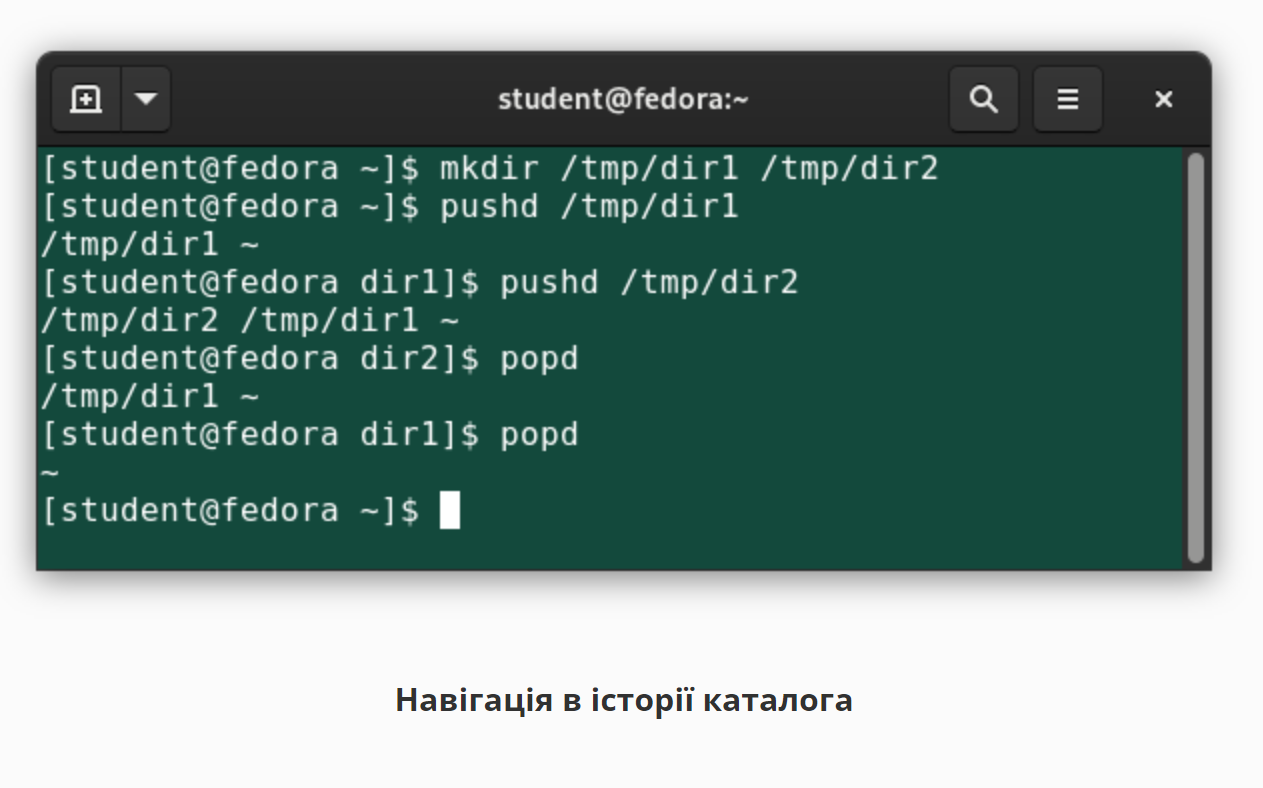 student@fedora:~
[student@fedora ~]$ mkdir /tmp/dir1 /tmp/dir2
[student@fedora ~]$ pushd /tmp/dir1
/tmp/dir1 ~
[student@fedora dir1]$ pushd /tmp/dir2
/tmp/dir2 /tmp/dir1 ~
[student@fedora dir2]$ popd
/tmp/dir1 ~
[student@fedora dir1]$ popd
~
[student@fedora ~]$
Навігація в історії каталога